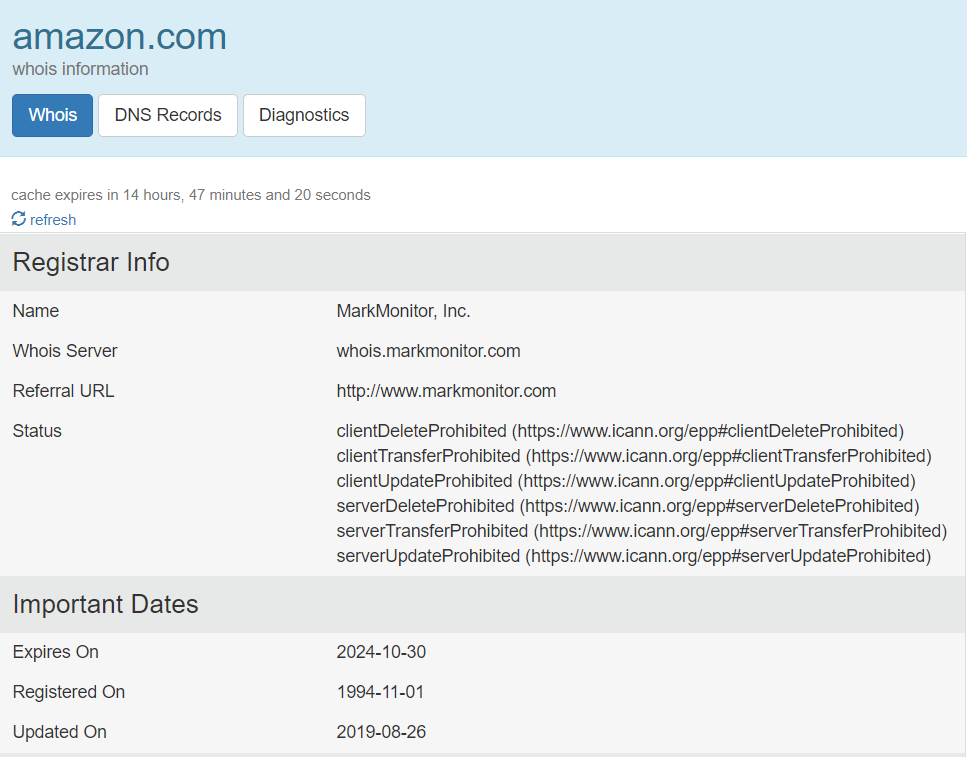 amazon.com
whois information
Whois DNS Records Diagnostics
cache expires in 14 hours, 47 minutes and 20 seconds
refresh
Registrar Info
Name MarkMonitor, Inc.
Whois Server whois.markmonitor.com
Referral URL http://www.markmonitor.com
Status clientDeleteProhibited (https://www.icann.org/epp#clientDeleteProhibited)
clientTransferProhibited (https://www.icann.org/epp#clientTransferProhibited)
clientUpdateProhibited (https://www.icann.org/epp#clientUpdateProhibited)
serverDeleteProhibited (https://www.icann.org/epp#serverDeleteProhibited)
serverTransferProhibited (https://www.icann.org/epp#serverTransferProhibited)
serverUpdateProhibited (https://www.icann.org/epp#serverUpdateProhibited)
Important Dates
Expires On 2024-10-30
Registered On 1994-11-01
Updated On 2019-08-26